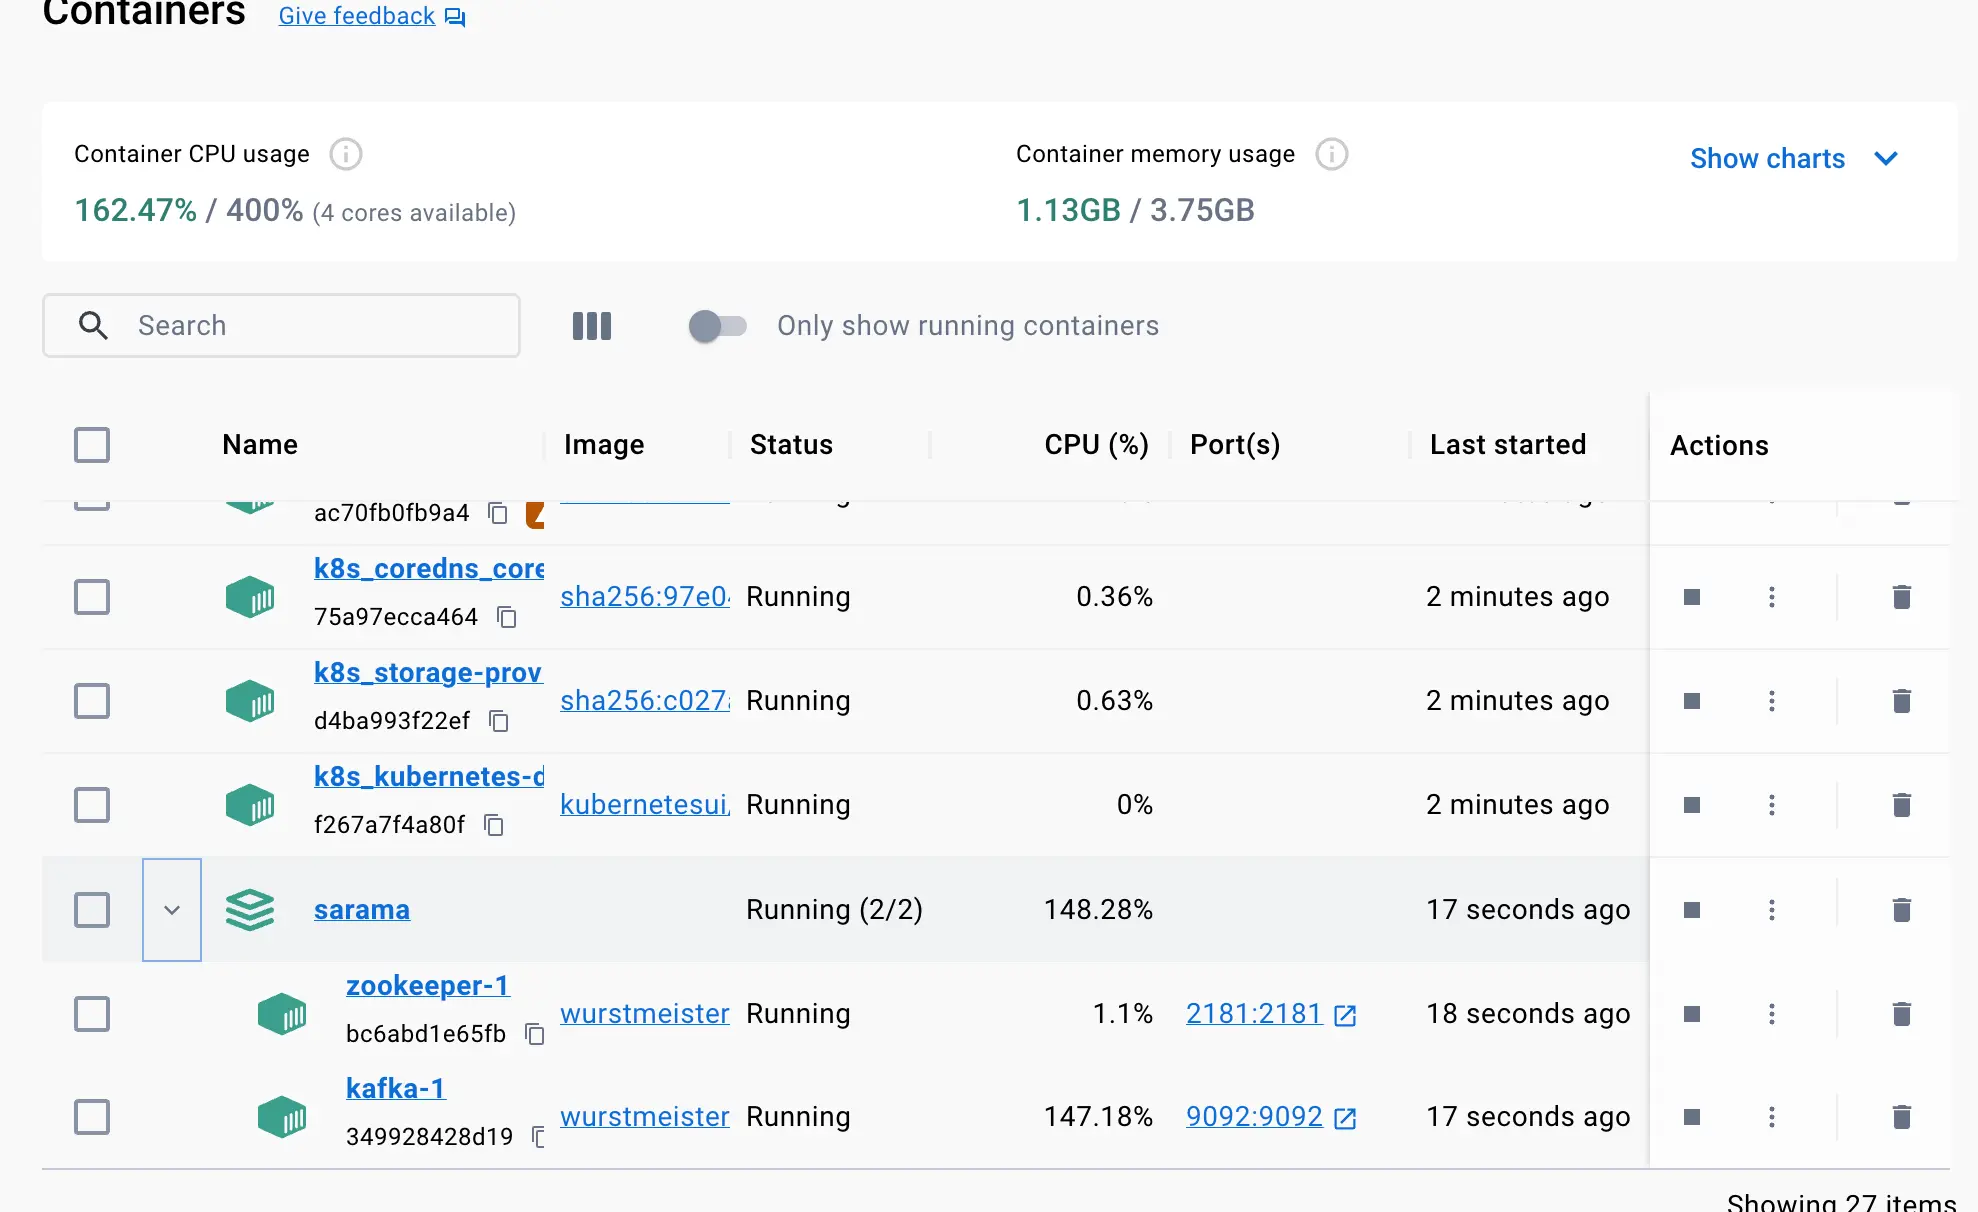 Containers Give feedback
Container CPU usage
162.47% / 400% (4 cores available)
Container memory usage
1.13GB / 3.75GB
Show charts
Search
Only show running containers
Name Image Status CPU (%) Port(s) Last started Actions
ac70fb0fb9a4
k8s_coredns_core
75a97ecca464
sha256:97e04 Running 0.36% 2 minutes ago
k8s_storage-prov
d4ba993f22ef
sha256:c027a Running 0.63% 2 minutes ago
k8s_kubernetes-d
f267a7f4a80f
kubernetesui/ Running 0% 2 minutes ago
sarama Running (2/2) 148.28% 17 seconds ago
zookeeper-1
bc6abd1e65fb
wurstmeister Running 1.1% 2181:2181 18 seconds ago
kafka-1
349928428d19
wurstmeister Running 147.18% 9092:9092 17 seconds ago
Showing 27 items